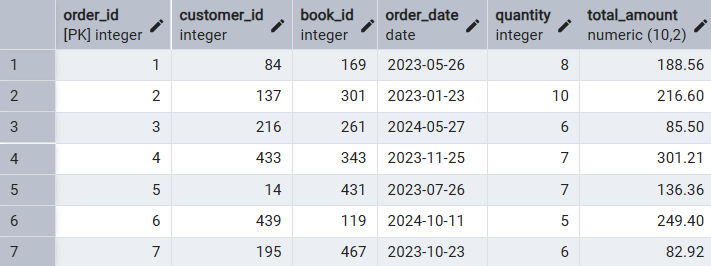 order_id customer_id book_id order_date quantity total_amount
[PK] integer integer integer date integer numeric (10,2)
1 1 84 169 2023-05-26 8 188.56
2 2 137 301 2023-01-23 10 216.60
3 3 216 261 2024-05-27 6 85.50
4 4 433 343 2023-11-25 7 301.21
5 5 14 431 2023-07-26 7 136.36
6 6 439 119 2024-10-11 5 249.40
7 7 195 467 2023-10-23 6 82.92